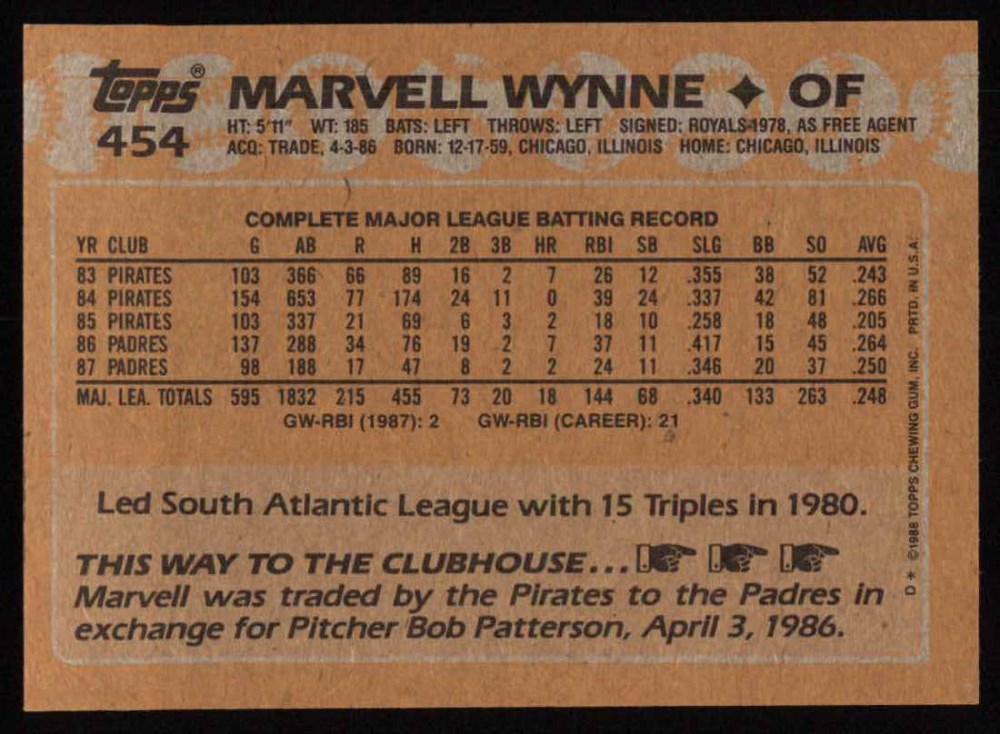 topps® MARVELL WYNNE ♦ OF
454
HT: 5'11" WT: 185 BATS: LEFT THROWS: LEFT SIGNED: ROYALS-1978, AS FREE AGENT
ACQ: TRADE, 4-3-86 BORN: 12-17-59, CHICAGO, ILLINOIS HOME: CHICAGO, ILLINOIS
COMPLETE MAJOR LEAGUE BATTING RECORD
YR CLUB G AB R H 2B 3B HR RBI SB SLG BB SO AVG
83 PIRATES 103 366 66 89 16 2 7 26 12 .355 38 52 .243
84 PIRATES 154 653 77 174 24 11 0 39 24 .337 42 81 .266
85 PIRATES 103 337 21 69 6 3 2 18 10 .258 18 48 .205
86 PADRES 137 288 34 76 19 2 7 37 11 .417 15 45 .264
87 PADRES 98 188 17 47 8 2 2 24 11 .346 20 37 .250
MAJ. LEA. TOTALS 595 1832 215 455 73 20 18 144 68 .340 133 263 .248
GW-RBI (1987): 2 GW-RBI (CAREER): 21
Led South Atlantic League with 15 Triples in 1980.
THIS WAY TO THE CLUBHOUSE...
Marvell was traded by the Pirates to the Padres in
exchange for Pitcher Bob Patterson, April 3, 1986.
D * ©1988 TOPPS CHEWING GUM, INC. PRTD. IN U.S.A.